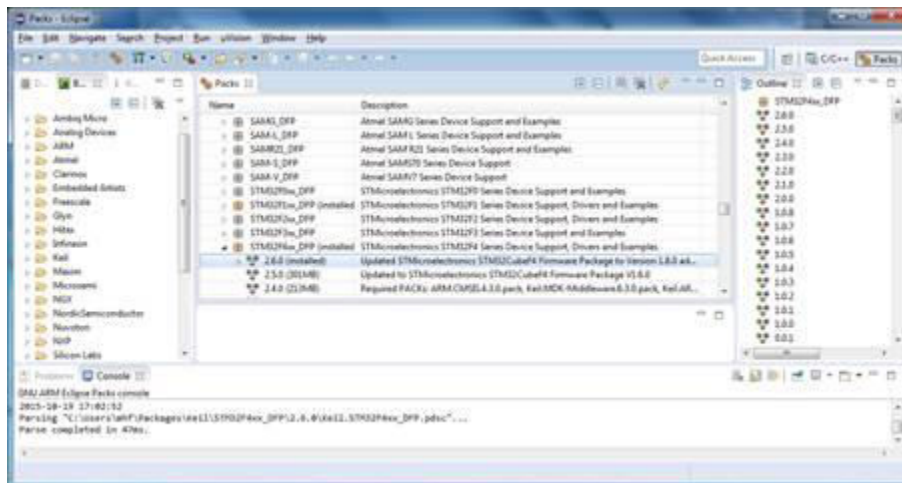 Packs - Eclipse
File Edit Navigate Search Project Run uVision Window Help
Quick Access
C/C++
Packs
Packs
Outline
Name Description
Ambiq Micro
Analog Devices
ARM
Atmel
Clarinox
Embedded Artists
Freescale
Glyn
Hitex
Infineon
Keil
Maxim
Microsemi
NGX
NordicSemiconductor
Nuvoton
NXP
Silicon Labs
SAMG_DFP Atmel SAMG Series Device Support and Examples
SAM-L_DFP Atmel SAM L Series Device Support and Examples
SAMR21_DFP Atmel SAM R21 Series Device Support and Examples
SAM-S_DFP Atmel SAMS70 Series Device Support
SAM-V_DFP Atmel SAMV7 Series Device Support
STM32F0xx_DFP STMicroelectronics STM32F0 Series Device Support and Examples
STM32F1xx_DFP (installed STMicroelectronics STM32F1 Series Device Support, Drivers and Examples
STM32F2xx_DFP STMicroelectronics STM32F2 Series Device Support, Drivers and Examples
STM32F3xx_DFP STMicroelectronics STM32F3 Series Device Support and Examples
STM32F4xx_DFP (installed STMicroelectronics STM32F4 Series Device Support, Drivers and Examples
2.6.0 (installed) Updated STMicroelectronics STM32CubeF4 Firmware Package to Version 1.8.0 ad...
2.5.0 (301MB) Updated to STMicroelectronics STM32CubeF4 Firmware Package V1.6.0
2.4.0 (213MB) Required PACKs: ARM.CMSIS.4.3.0.pack, Keil.MDK-Middleware.6.3.0.pack, Keil.AR...
STM32F4xx_DFP
2.6.0
2.5.0
2.4.0
2.3.0
2.2.0
2.1.0
2.0.0
1.0.8
1.0.7
1.0.6
1.0.5
1.0.4
1.0.3
1.0.2
1.0.1
1.0.0
0.0.1
Problems Console
GNU ARM Eclipse Packs console
2015-10-19 17:02:52
Parsing "C:\Users\ahf\Packages\Keil\STM32F4xx_DFP\2.6.0\Keil.STM32F4xx_DFP.pdsc"...
Parse completed in 47ms.